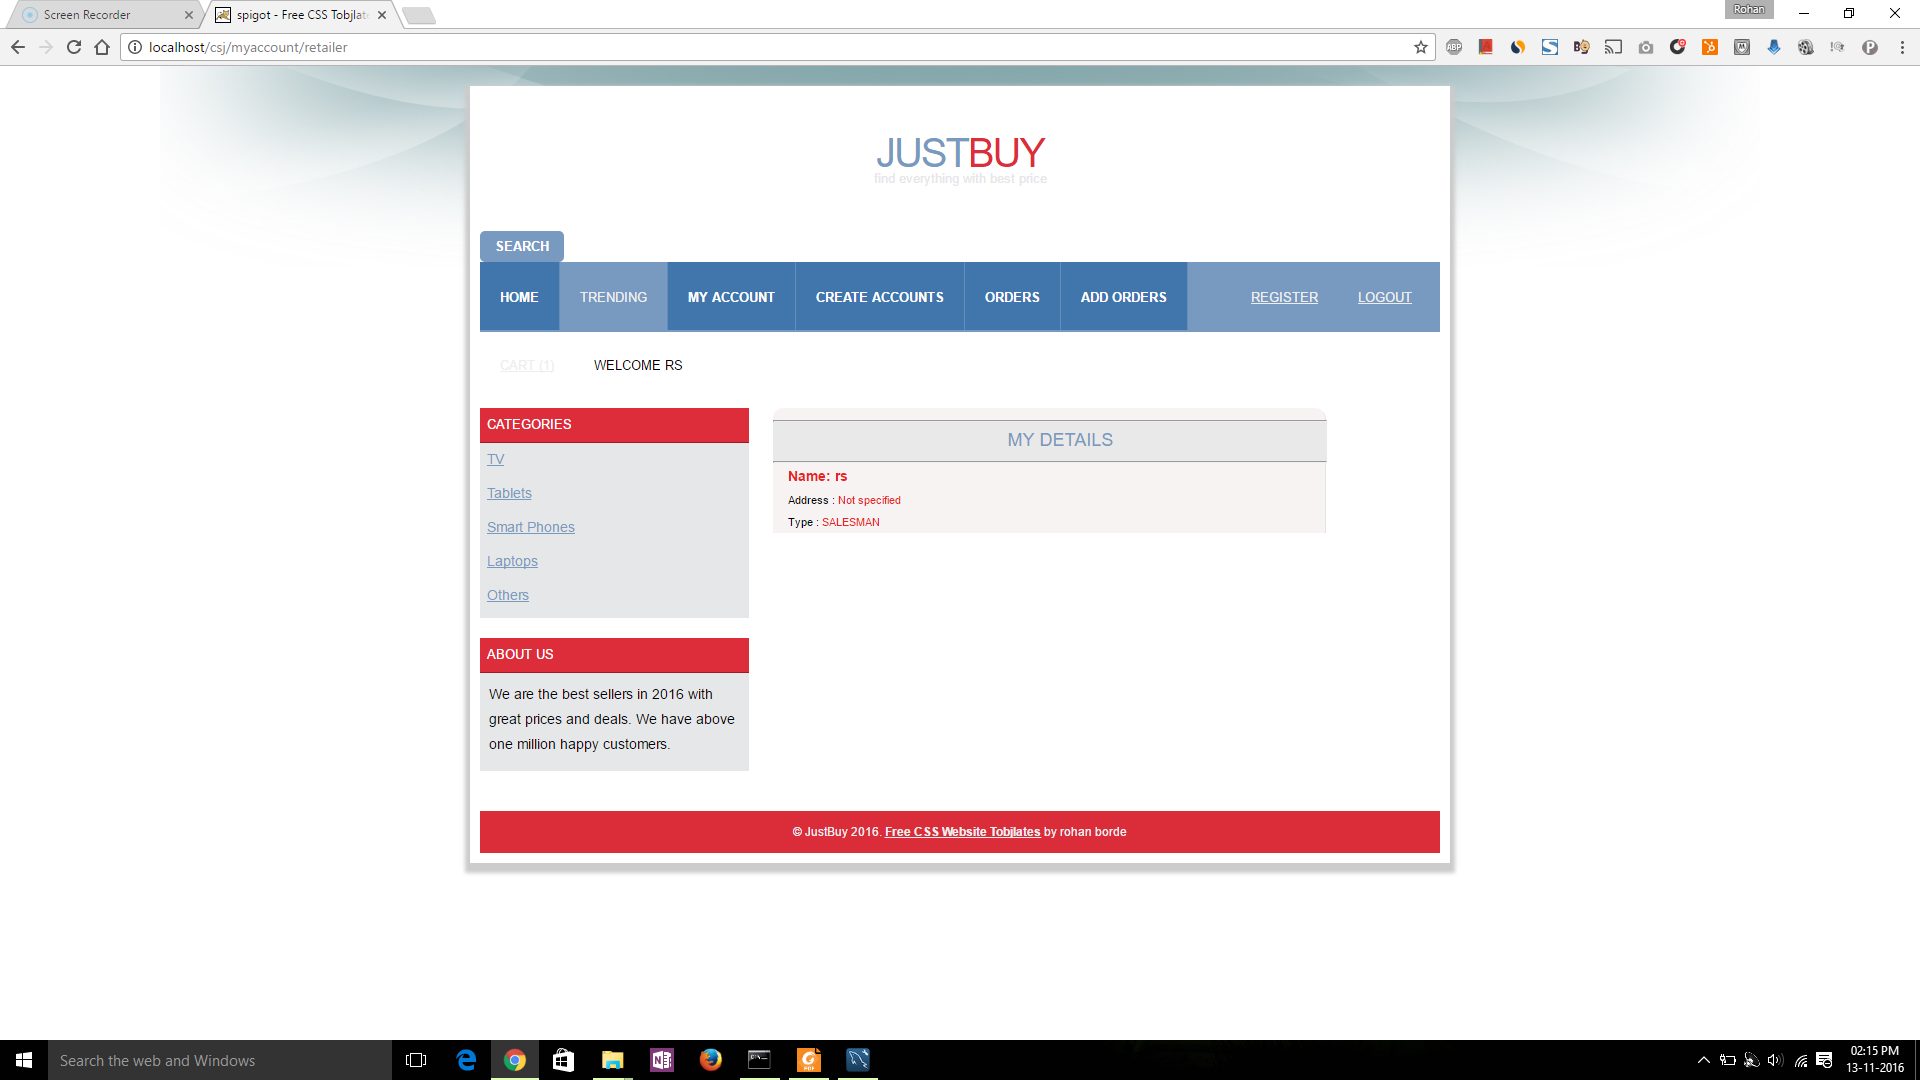 Screen Recorder
spigot - Free CSS Tobjlat
Rohan
localhost/csj/myaccount/retailer
JUSTBUY
find everything with best price
SEARCH
HOME TRENDING MY ACCOUNT CREATE ACCOUNTS ORDERS ADD ORDERS REGISTER LOGOUT
CART (1) WELCOME RS
CATEGORIES
TV
Tablets
Smart Phones
Laptops
Others
ABOUT US
We are the best sellers in 2016 with
great prices and deals. We have above
one million happy customers.
MY DETAILS
Name: rs
Address : Not specified
Type : SALESMAN
© JustBuy 2016. Free CSS Website Tobjlates by rohan borde
Search the web and Windows
02:15 PM
13-11-2016